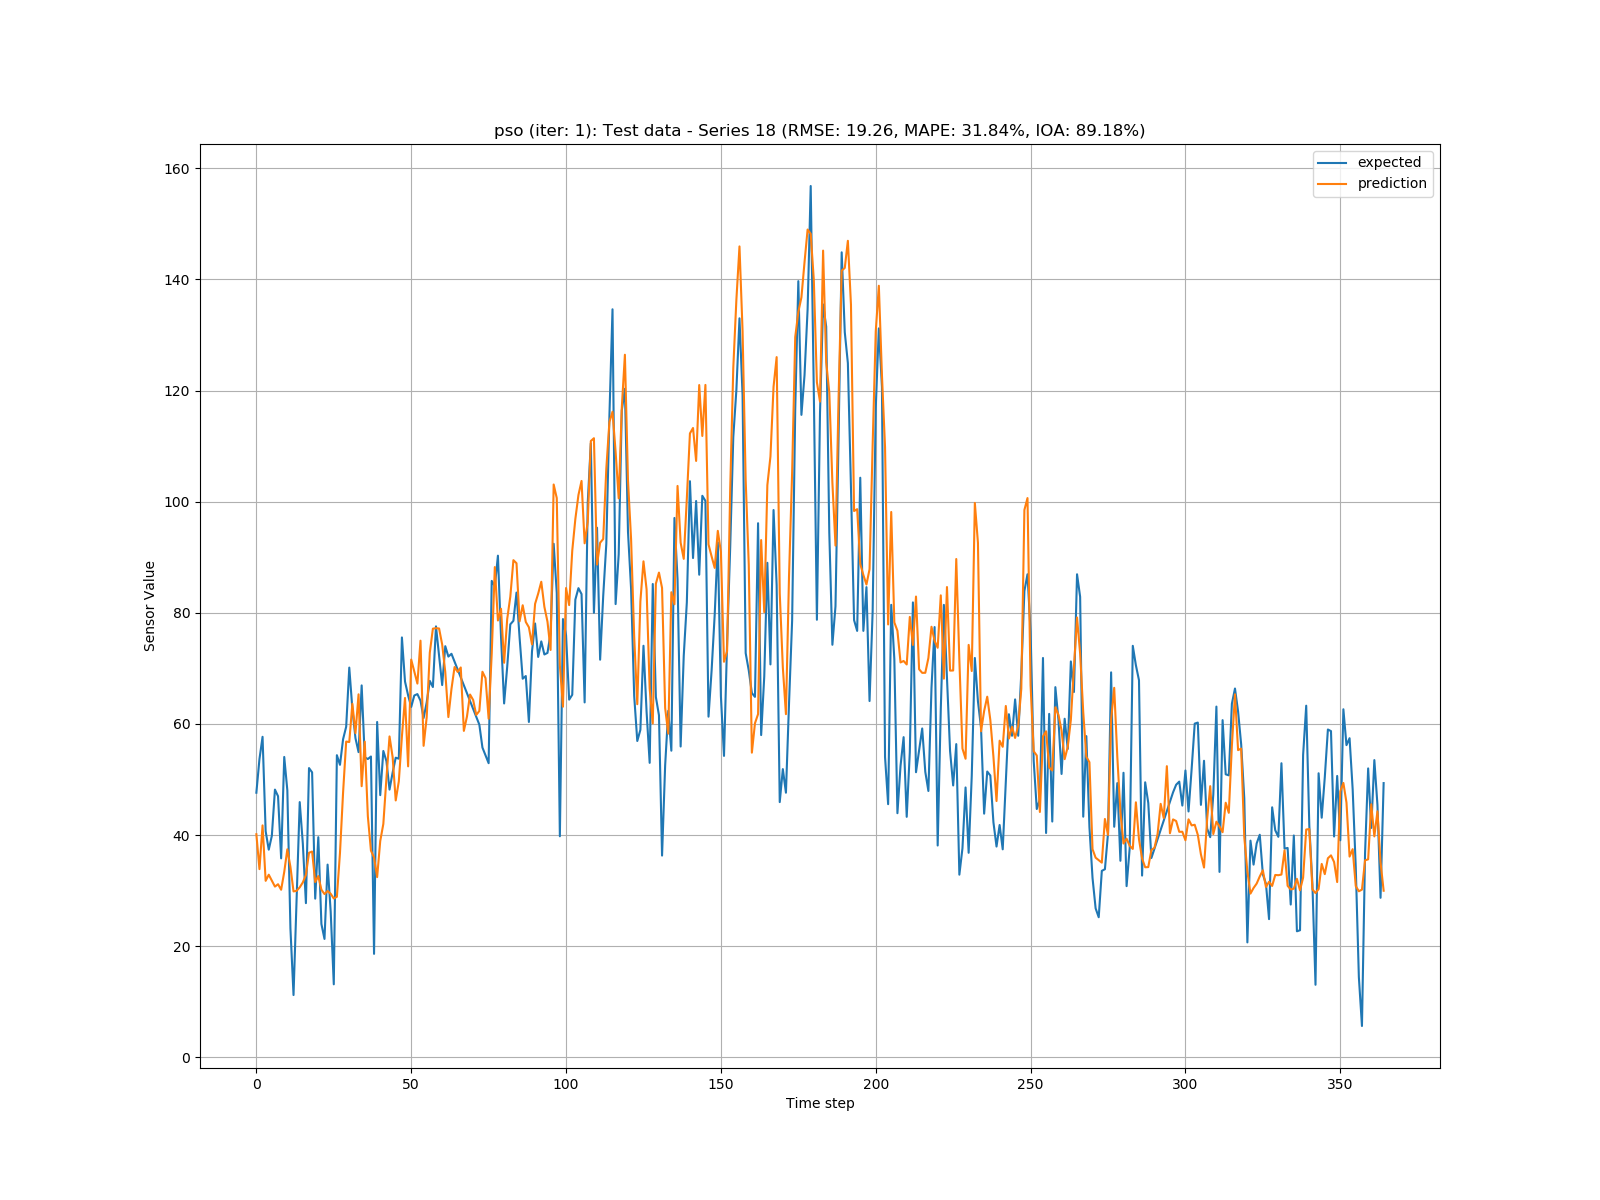 pso (iter: 1): Test data - Series 18 (RMSE: 19.26, MAPE: 31.84%, IOA: 89.18%)
expected
prediction
160
140
120
100
80
60
40
20
0
Sensor Value
0 50 100 150 200 250 300 350
Time step